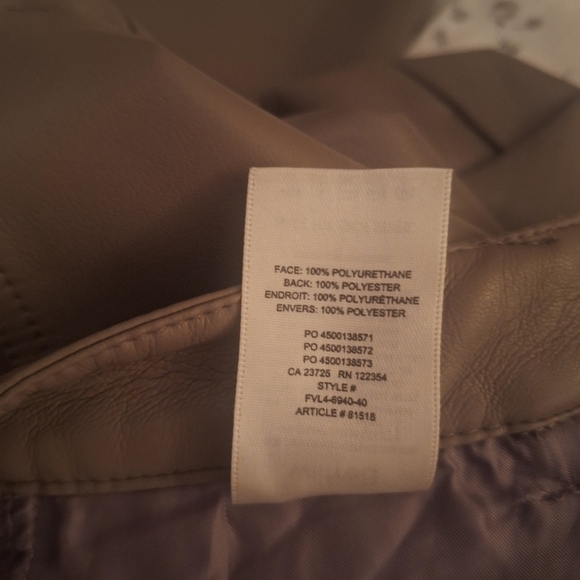 FACE: 100% POLYURETHANE
BACK: 100% POLYESTER
ENDROIT: 100% POLYURÉTHANE
ENVERS: 100% POLYESTER
PO 4500138571
PO 4500138572
PO 4500138573
CA 23725 RN 122354
STYLE #
FVL4-6940-40
ARTICLE # 81518